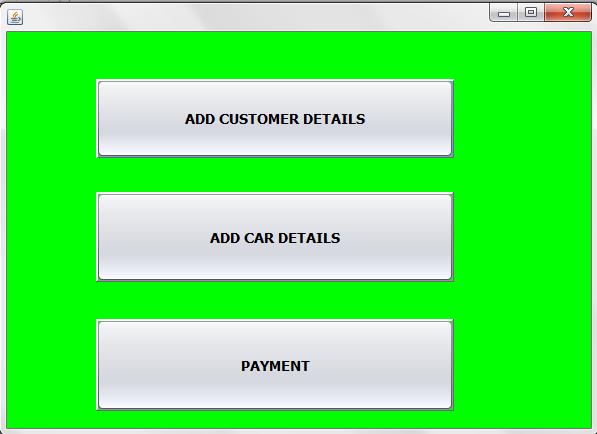 ADD CUSTOMER DETAILS
ADD CAR DETAILS
PAYMENT